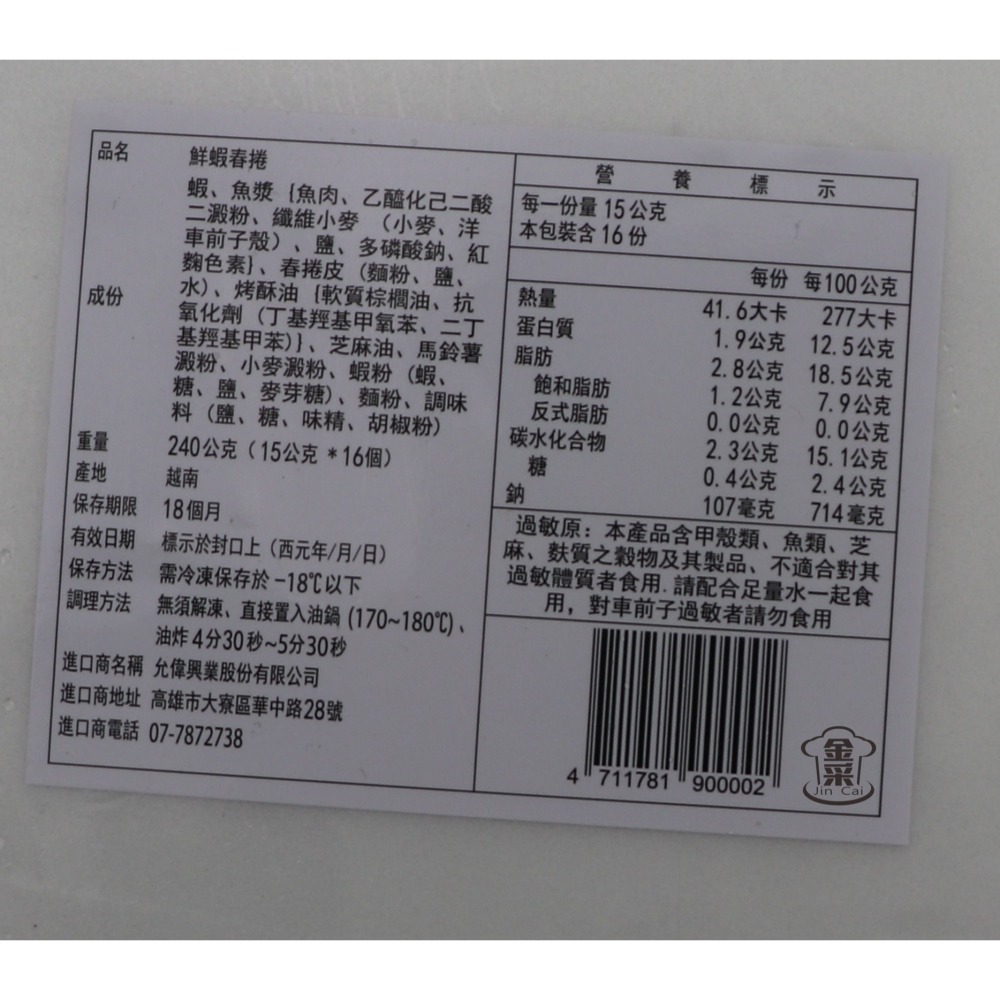 品名 鮮蝦春捲
成份
蝦、魚漿{魚肉、乙醯化己二酸
二澱粉、纖維小麥 (小麥、洋
車前子殼)、鹽、多磷酸鈉、紅
麴色素}、春捲皮(麵粉、鹽、
水)、烤酥油{軟質棕櫚油、抗
氧化劑(丁基羥基甲氧苯、二丁
基羥基甲苯)}、芝麻油、馬鈴薯
澱粉、小麥澱粉、蝦粉(蝦、
糖、鹽、麥芽糖)、麵粉、調味
料(鹽、糖、味精、胡椒粉)
重量 240公克(15公克*16個)
產地 越南
保存期限 18個月
有效日期 標示於封口上(西元年/月/日)
保存方法 需冷凍保存於-18℃以下
調理方法 無須解凍、直接置入油鍋(170~180℃)、
油炸4分30秒~5分30秒
進口商名稱 允偉興業股份有限公司
進口商地址 高雄市大寮區華中路28號
進口商電話 07-7872738
營養標示
每一份量15公克
本包裝含16份
每份 每100公克
熱量 41.6大卡 277大卡
蛋白質 1.9公克 12.5公克
脂肪 2.8公克 18.5公克
飽和脂肪 1.2公克 7.9公克
反式脂肪 0.0公克 0.0公克
碳水化合物 2.3公克 15.1公克
糖 0.4公克 2.4公克
鈉 107毫克 714毫克
過敏原：本產品含甲殼類、魚類、芝
麻、麩質之穀物及其製品、不適合對其
過敏體質者食用.請配合足量水一起食
用，對車前子過敏者請勿食用
4 711781 900002
金菜
Jin Cai